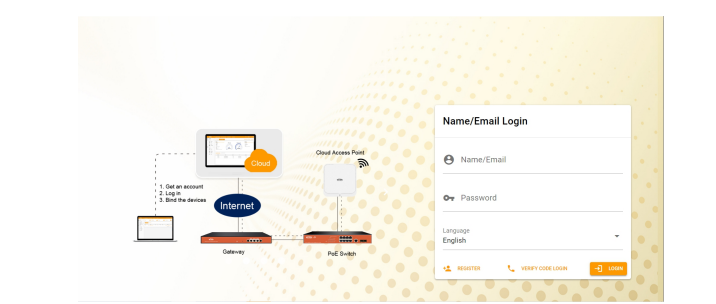 Cloud
Cloud Access Point
1. Get an account
2. Log in
3. Bind the devices
Internet
Gateway
PoE Switch
Name/Email Login
Name/Email
Password
Language
English
REGISTER
VERIFY CODE LOGIN
LOGIN